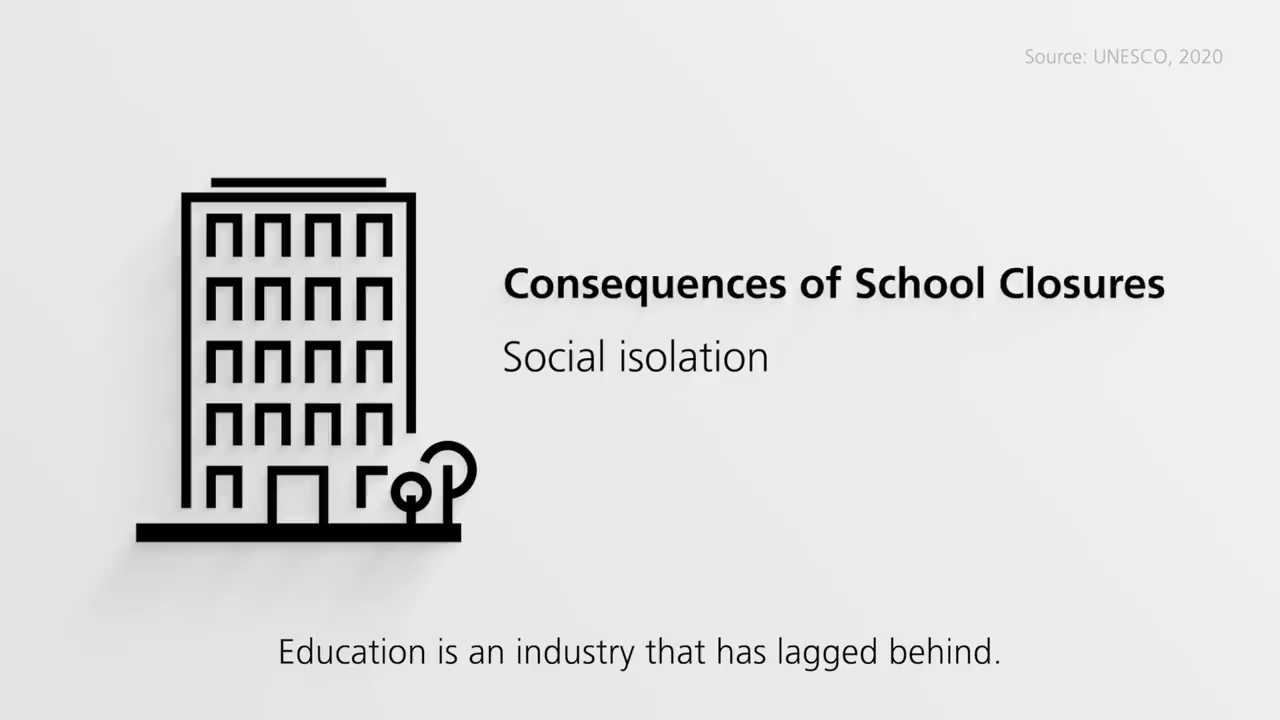 Source: UNESCO, 2020
Consequences of School Closures
Social isolation
Education is an industry that has lagged behind.